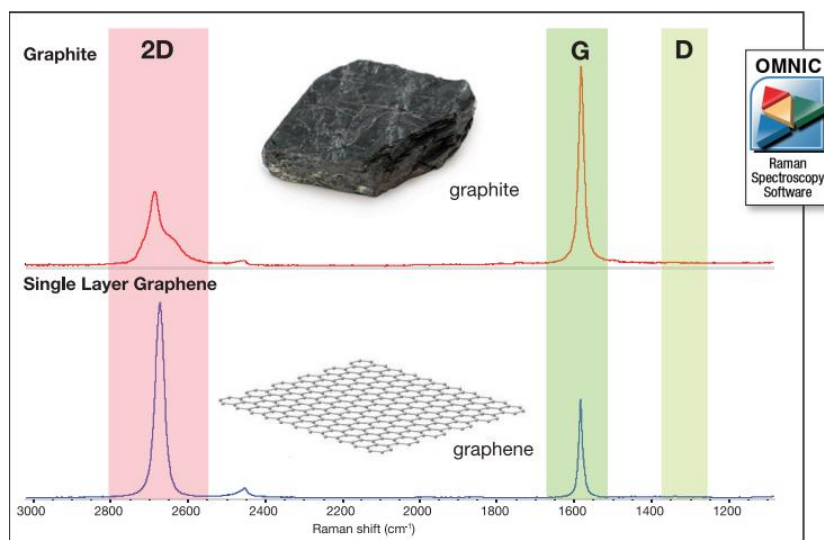 2D
G
D
Graphite
OMNIC
Raman
Spectroscopy
Software
graphite
Single Layer Graphene
graphene
3000 2800 2600 2400 2200 2000 1800 1600 1400 1200
Raman shift (cm⁻¹)